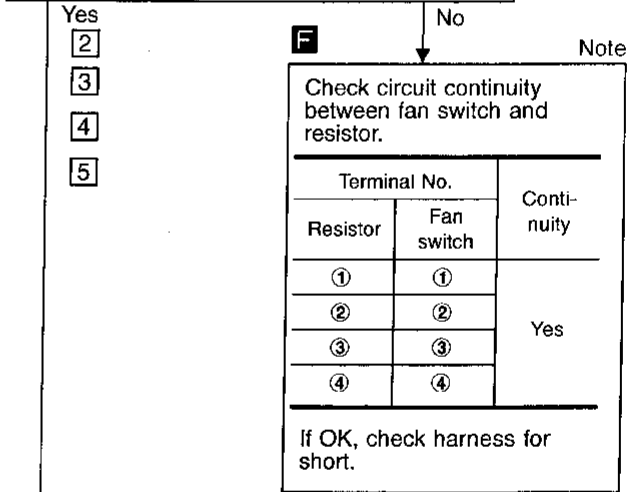 Yes
2
3
4
5
No
F
Note
Check circuit continuity
between fan switch and
resistor.
Terminal No.
Conti-
nuity
Resistor
Fan
switch
① ①
② ②
③ ③
④ ④
Yes
If OK, check harness for
short.